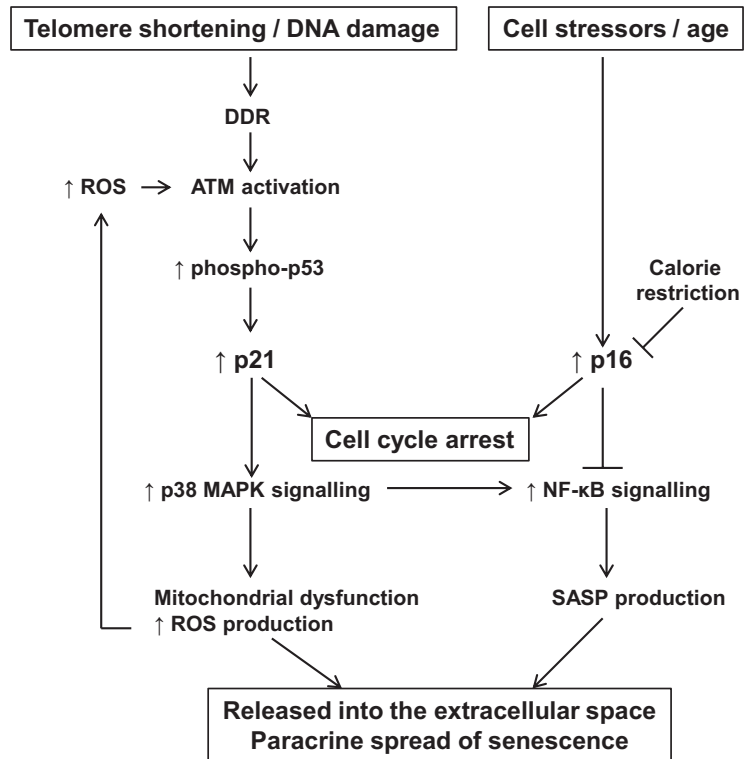 Telomere shortening / DNA damage
Cell stressors / age
DDR
↑ ROS
ATM activation
↑ phospho-p53
Calorie
restriction
↑ p21
↑ p16
Cell cycle arrest
↑ p38 MAPK signalling
↑ NF-κB signalling
Mitochondrial dysfunction
↑ ROS production
SASP production
Released into the extracellular space
Paracrine spread of senescence